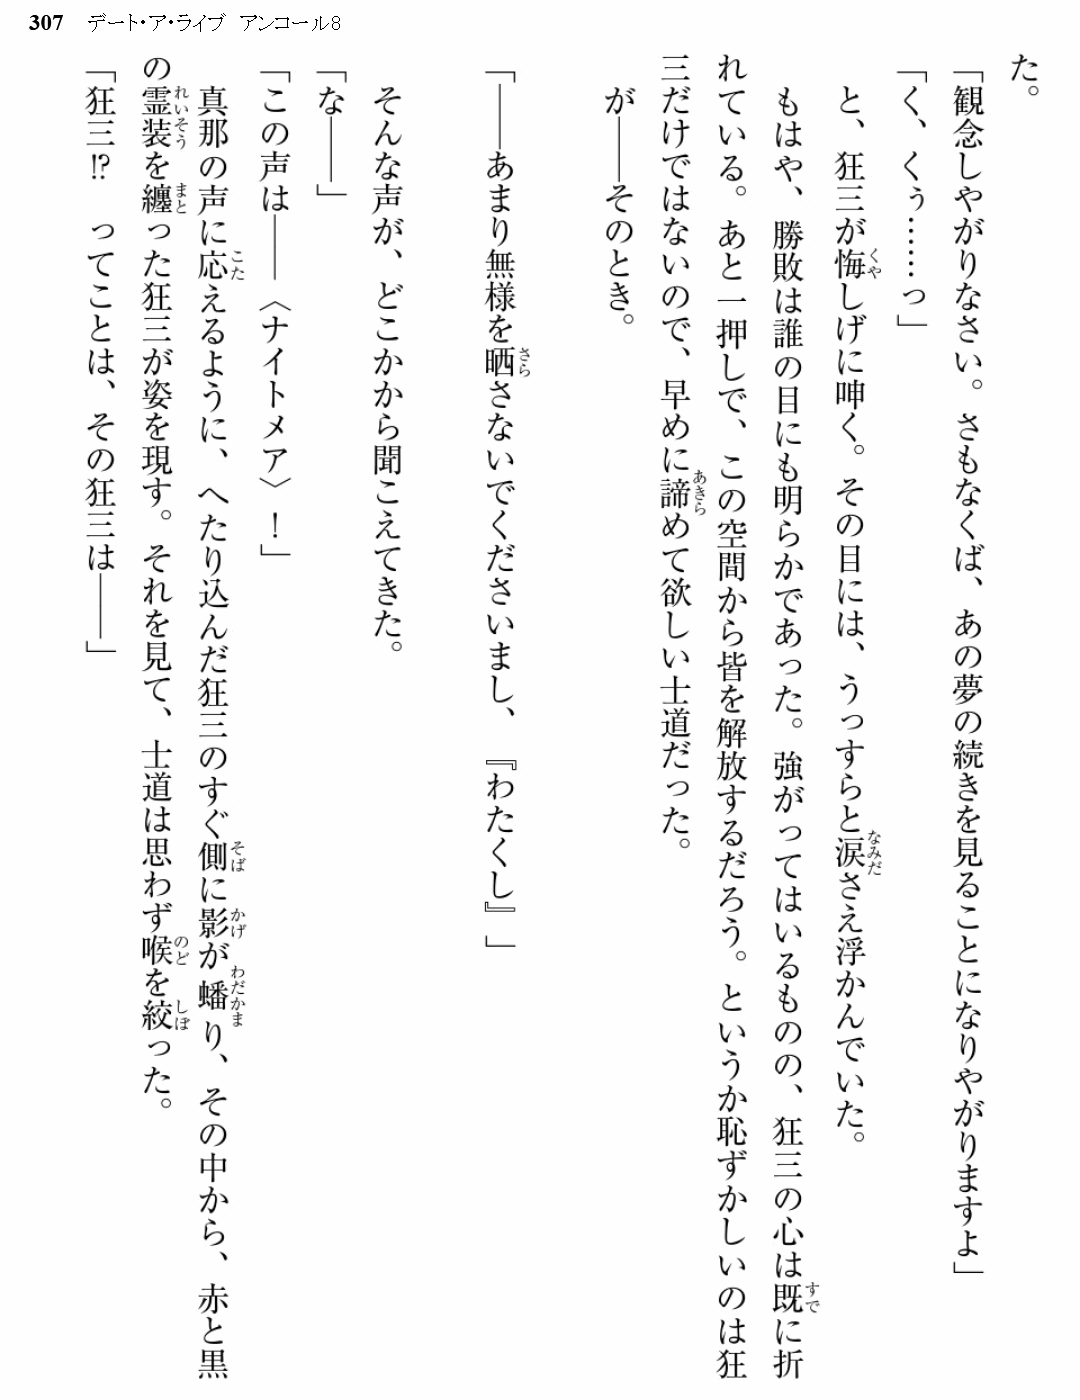 307 デート・ア・ライブ アンコール8
た。
「観念しやがりなさい。さもなくば、あの夢の続きを見ることになりやがりますよ」
「く、くぅ……っ」
と、狂三が悔しげに呻く。その目には、うっすらと涙さえ浮かんでいた。
もはや、勝敗は誰の目にも明らかであった。強がってはいるものの、狂三の心は既に折
れている。あと一押しで、この空間から皆を解放するだろう。というか恥ずかしいのは狂
三だけではないので、早めに諦めて欲しい士道だった。
が――そのとき。
「――あまり無様を晒さないでくださいまし、『わたくし』」
そんな声が、どこかから聞こえてきた。
「な――」
「この声は――〈ナイトメア〉！」
真那の声に応えるように、へたり込んだ狂三のすぐ側に影が蟠り、その中から、赤と黒
の霊装を纏った狂三が姿を現す。それを見て、士道は思わず喉を絞った。
「狂三!? ってことは、その狂三は――」